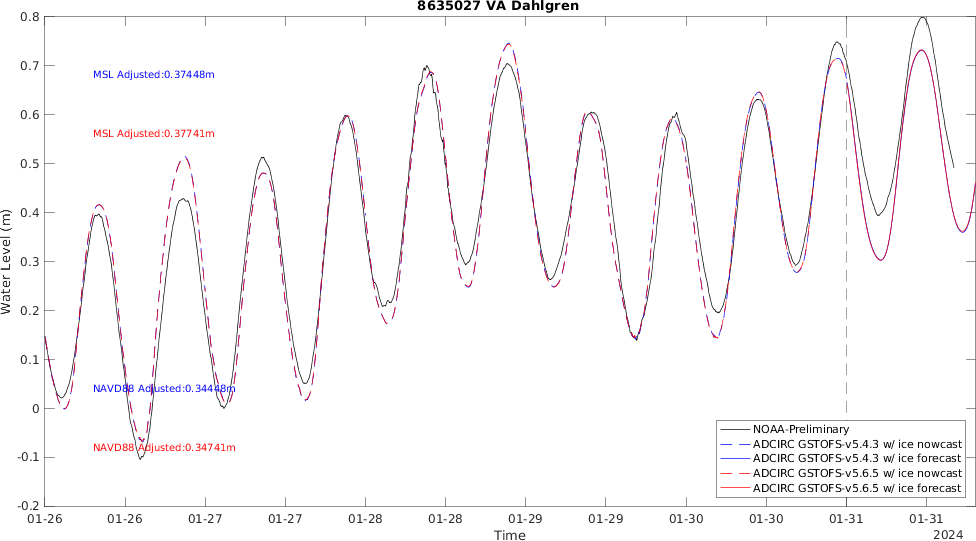 8635027 VA Dahlgren
0.8
0.7
0.6
0.5
0.4
0.3
0.2
0.1
0
-0.1
-0.2
Water Level (m)
MSL Adjusted:0.37448m
MSL Adjusted:0.37741m
NAVD88 Adjusted:0.34448m
NAVD88 Adjusted:0.34741m
NOAA-Preliminary
ADCIRC GSTOFS-v5.4.3 w/ ice nowcast
ADCIRC GSTOFS-v5.4.3 w/ ice forecast
ADCIRC GSTOFS-v5.6.5 w/ ice nowcast
ADCIRC GSTOFS-v5.6.5 w/ ice forecast
01-26 01-26 01-27 01-27 01-28 01-28 01-29 01-29 01-30 01-30 01-31 01-31
2024
Time